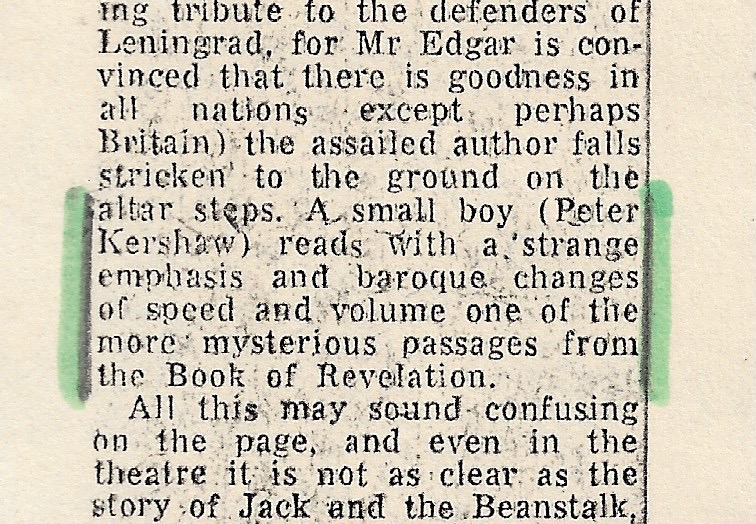 ing tribute to the defenders of
Leningrad, for Mr Edgar is con-
vinced that there is goodness in
all nations except perhaps
Britain) the assailed author falls
stricken to the ground on the
altar steps. A small boy (Peter
Kershaw) reads with a strange
emphasis and baroque changes
of speed and volume one of the
more mysterious passages from
the Book of Revelation.
All this may sound confusing
on the page, and even in the
theatre it is not as clear as the
story of Jack and the Beanstalk,